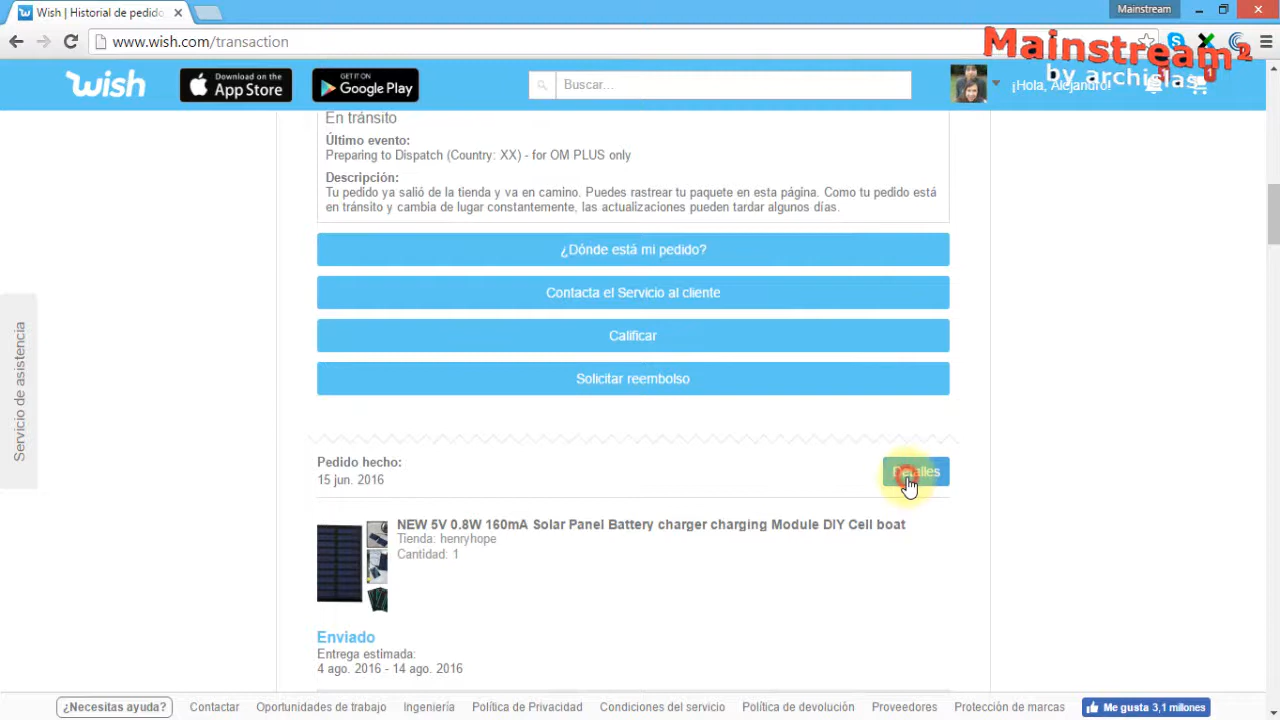 Wish | Historial de pedido
Mainstream
www.wish.com/transaction
Mainstream²
by archislas
wish
Download on the
App Store
GET IT ON
Google Play
Buscar...
¡Hola, Alejandro!
1
En tránsito
Último evento:
Preparing to Dispatch (Country: XX) - for OM PLUS only
Descripción:
Tu pedido ya salió de la tienda y va en camino. Puedes rastrear tu paquete en esta página. Como tu pedido está
en tránsito y cambia de lugar constantemente, las actualizaciones pueden tardar algunos días.
¿Dónde está mi pedido?
Contacta el Servicio al cliente
Calificar
Solicitar reembolso
Servicio de asistencia
Pedido hecho:
15 jun. 2016
Detalles
NEW 5V 0.8W 160mA Solar Panel Battery charger charging Module DIY Cell boat
Tienda: henryhope
Cantidad: 1
Enviado
Entrega estimada:
4 ago. 2016 - 14 ago. 2016
¿Necesitas ayuda?
Contactar
Oportunidades de trabajo
Ingeniería
Política de Privacidad
Condiciones del servicio
Política de devolución
Proveedores
Protección de marcas
Me gusta 3,1 millones